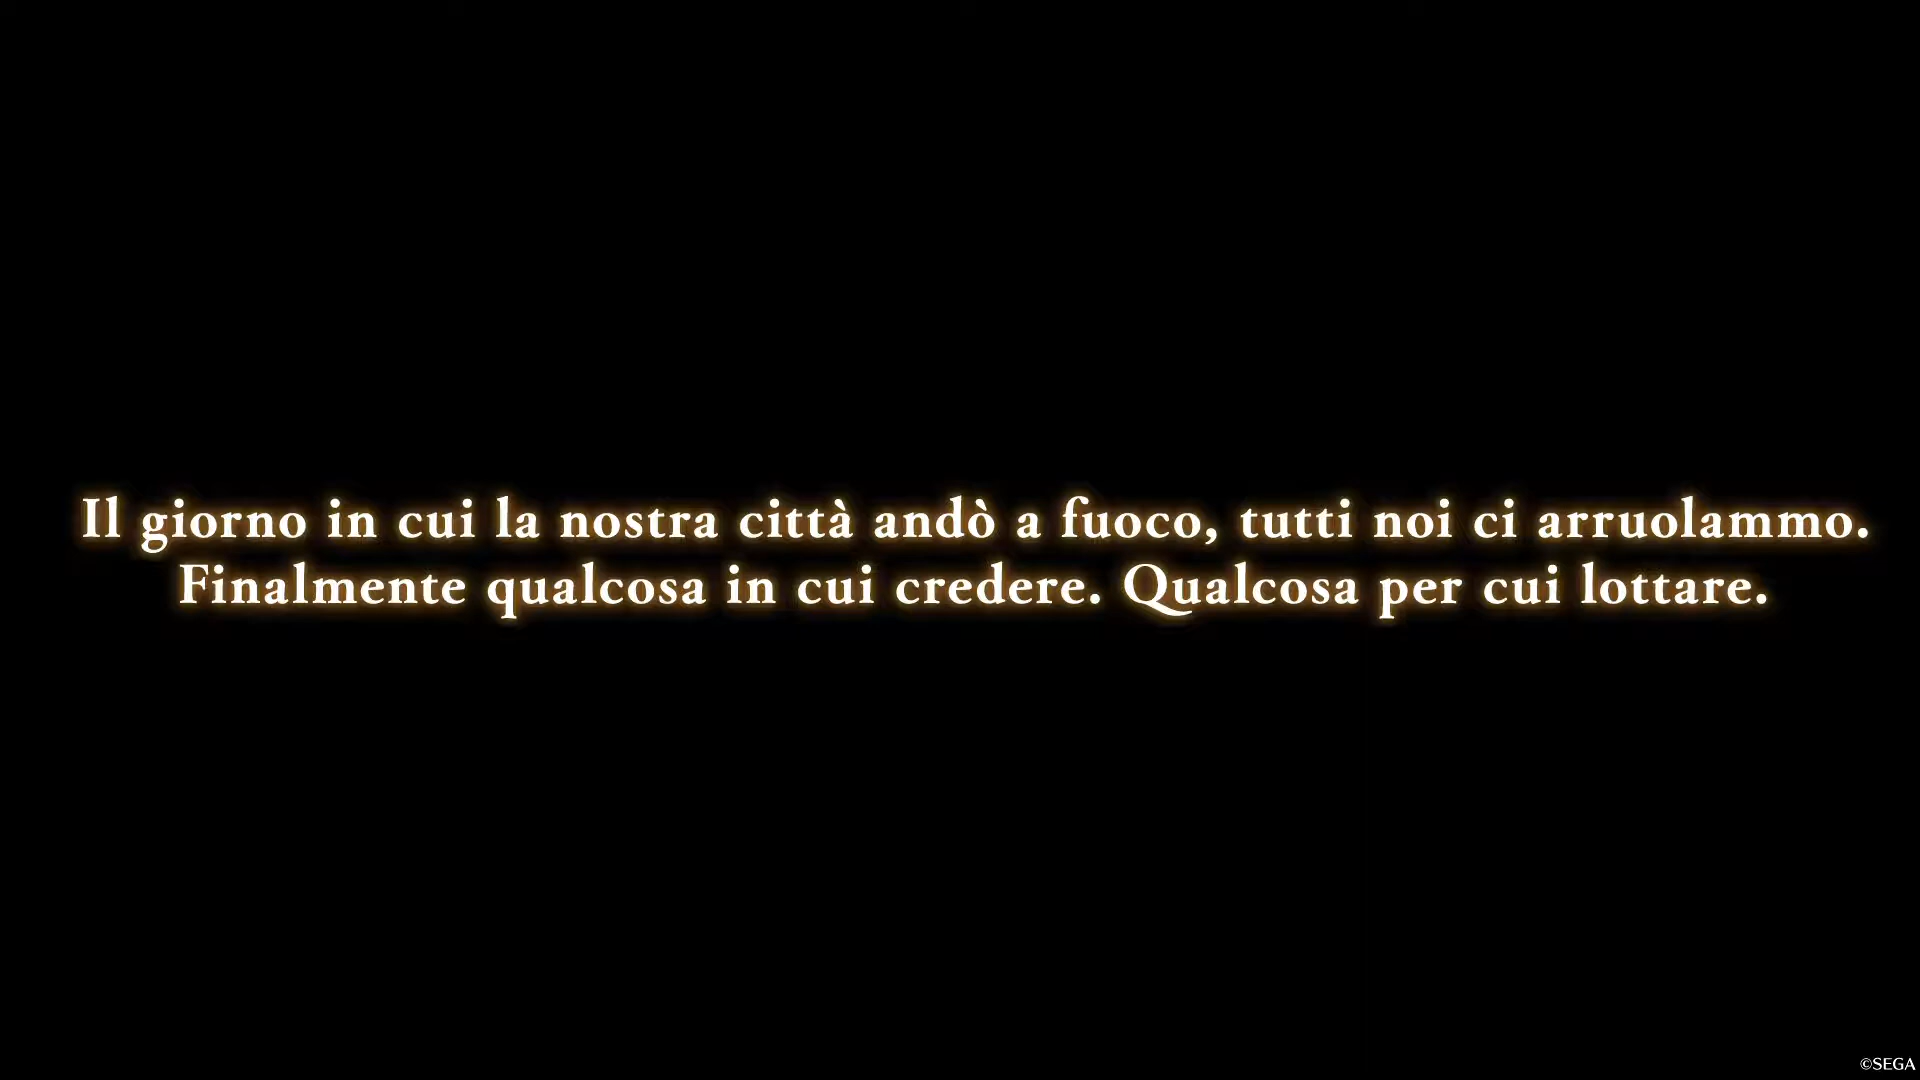 Il giorno in cui la nostra città andò a fuoco, tutti noi ci arruolammo.
Finalmente qualcosa in cui credere. Qualcosa per cui lottare.
©SEGA